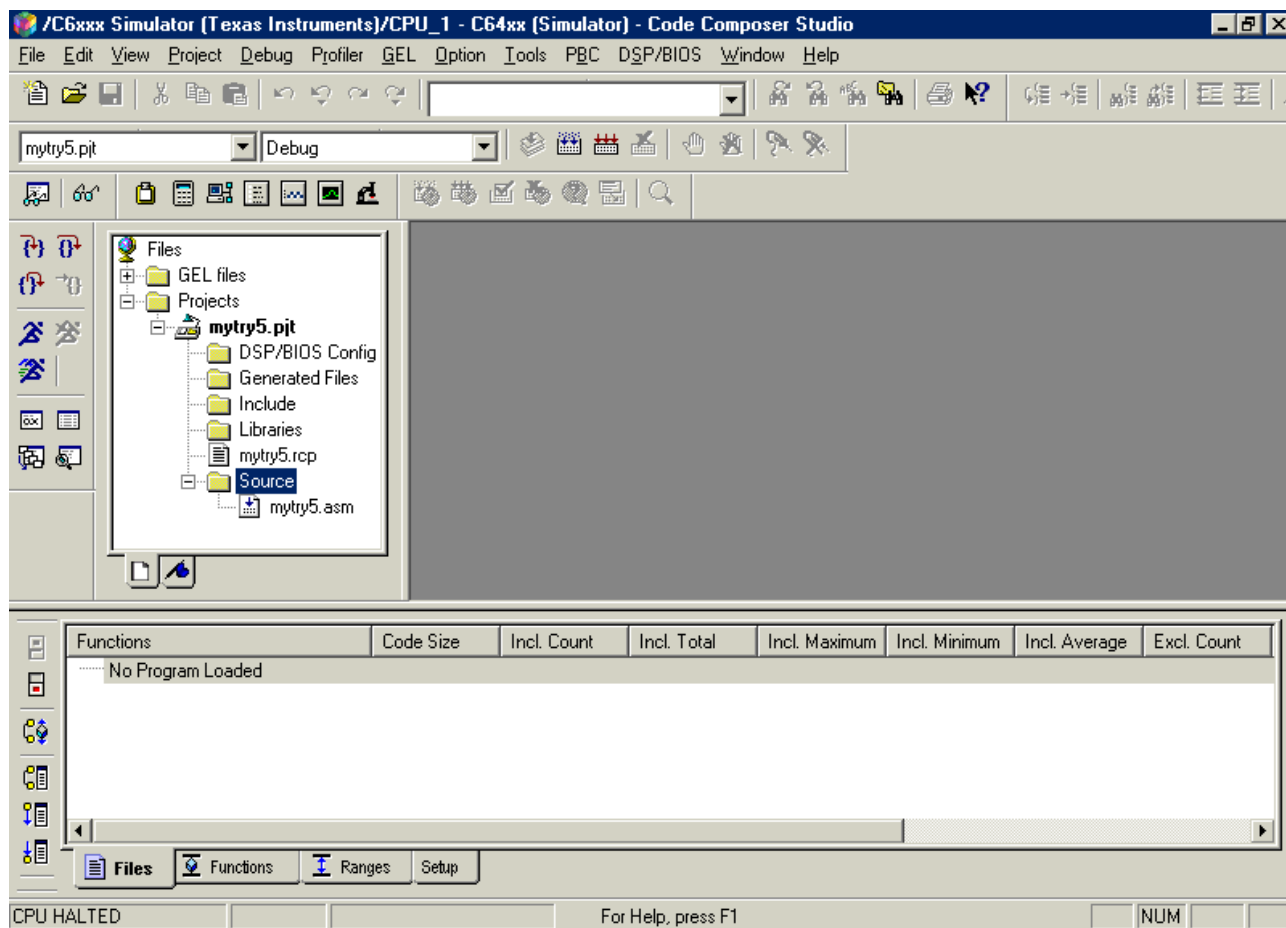 /C6xxx Simulator (Texas Instruments)/CPU_1 - C64xx (Simulator) - Code Composer Studio
File Edit View Project Debug Profiler GEL Option Tools PBC DSP/BIOS Window Help
mytry5.pjt Debug
Files
GEL files
Projects
mytry5.pjt
DSP/BIOS Config
Generated Files
Include
Libraries
mytry5.rcp
Source
mytry5.asm
Functions Code Size Incl. Count Incl. Total Incl. Maximum Incl. Minimum Incl. Average Excl. Count
No Program Loaded
Files Functions Ranges Setup
CPU HALTED For Help, press F1 NUM